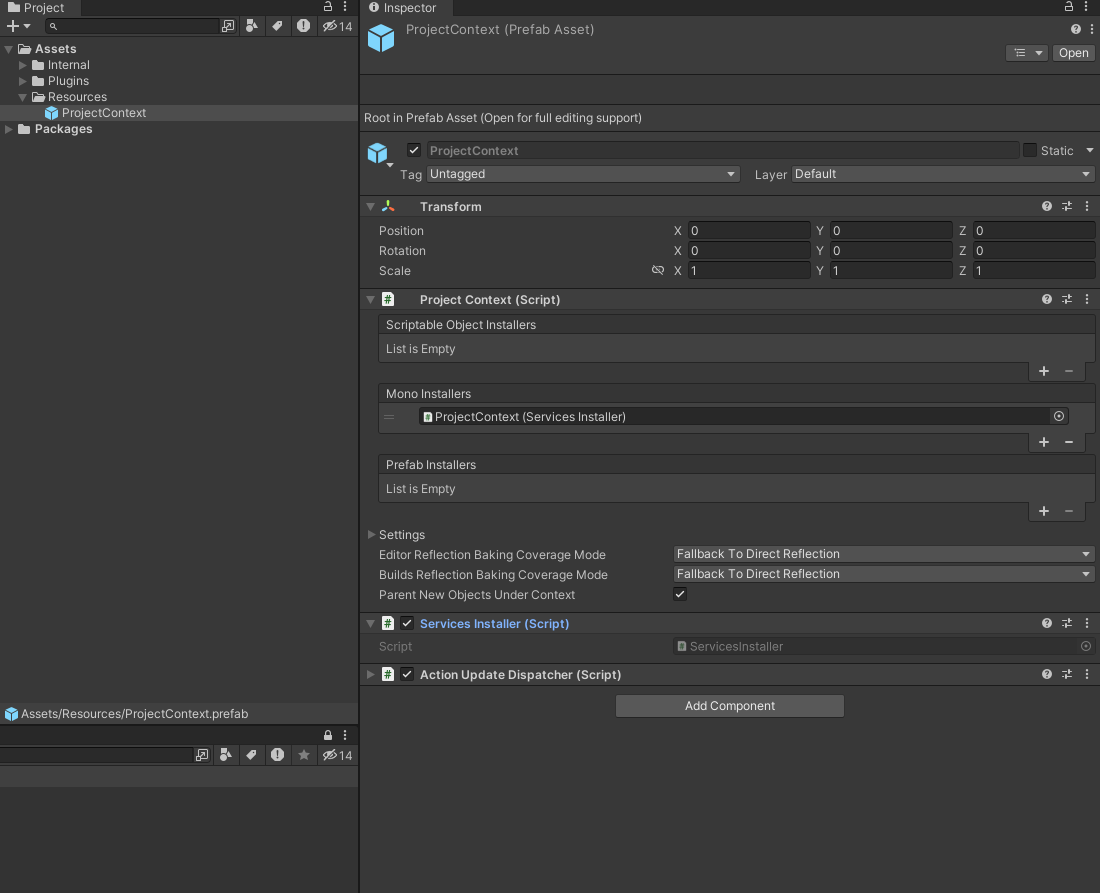 Project
14
Assets
Internal
Plugins
Resources
ProjectContext
Packages
Assets/Resources/ProjectContext.prefab
14
Inspector
ProjectContext (Prefab Asset)
Open
Root in Prefab Asset (Open for full editing support)
ProjectContext
Static
Tag Untagged Layer Default
Transform
Position X 0 Y 0 Z 0
Rotation X 0 Y 0 Z 0
Scale X 1 Y 1 Z 1
# Project Context (Script)
Scriptable Object Installers
List is Empty
+ −
Mono Installers
# ProjectContext (Services Installer)
+ −
Prefab Installers
List is Empty
+ −
Settings
Editor Reflection Baking Coverage Mode Fallback To Direct Reflection
Builds Reflection Baking Coverage Mode Fallback To Direct Reflection
Parent New Objects Under Context
# Services Installer (Script)
Script # ServicesInstaller
# Action Update Dispatcher (Script)
Add Component